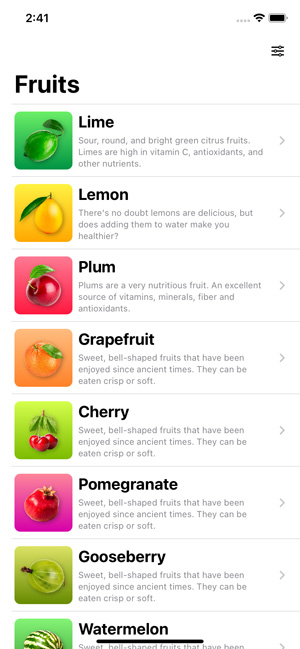 2:41
Fruits
Lime
Sour, round, and bright green citrus fruits.
Limes are high in vitamin C, antioxidants, and
other nutrients.
Lemon
There's no doubt lemons are delicious, but
does adding them to water make you
healthier?
Plum
Plums are a very nutritious fruit. An excellent
source of vitamins, minerals, fiber and
antioxidants.
Grapefruit
Sweet, bell-shaped fruits that have been
enjoyed since ancient times. They can be
eaten crisp or soft.
Cherry
Sweet, bell-shaped fruits that have been
enjoyed since ancient times. They can be
eaten crisp or soft.
Pomegranate
Sweet, bell-shaped fruits that have been
enjoyed since ancient times. They can be
eaten crisp or soft.
Gooseberry
Sweet, bell-shaped fruits that have been
enjoyed since ancient times. They can be
eaten crisp or soft.
Watermelon
Sweet, bell-shaped fruits that have been